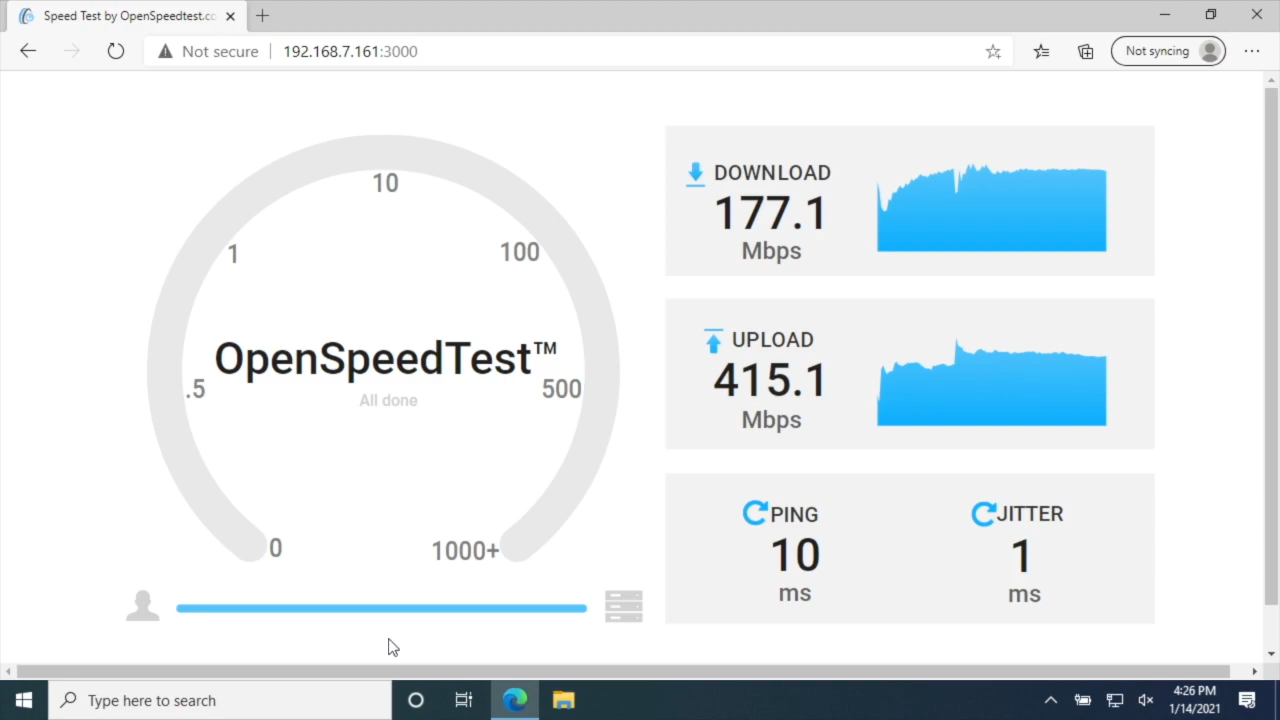 Speed Test by OpenSpeedtest.co
Not secure
192.168.7.161:3000
Not syncing
10
1
100
OpenSpeedTest™
.5
500
All done
0
1000+
DOWNLOAD
177.1
Mbps
UPLOAD
415.1
Mbps
PING
10
ms
JITTER
1
ms
Type here to search
4:26 PM
1/14/2021